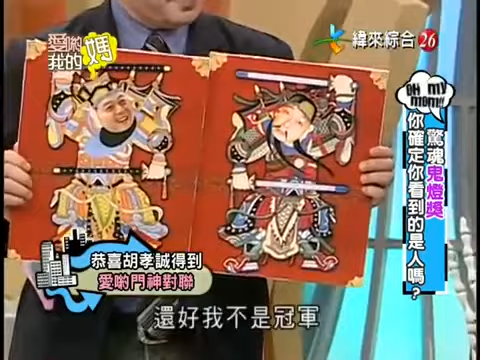 愛喲
我的媽
緯來綜合 26
OH my
mom!!
驚魂鬼燈獎
你確定你看到的是人嗎?
恭喜胡孝誠得到
愛喲門神對聯
還好我不是冠軍